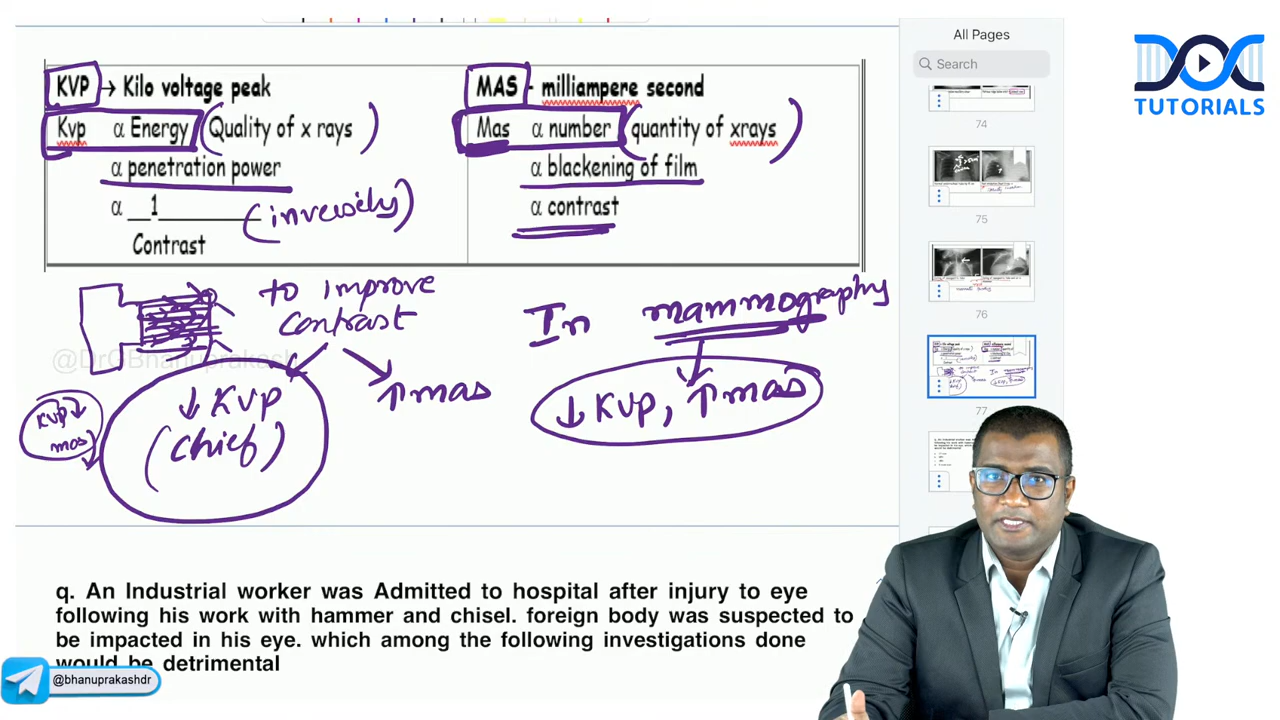 All Pages
Search
74
75
76
77
DOC
TUTORIALS
KVP → Kilo voltage peak
Kvp α Energy (Quality of x rays)
α penetration power
α 1 (inversely)
Contrast
MAS - milliampere second
Mas α number (quantity of xrays)
α blackening of film
α contrast
to improve
contrast
↓ Kvp
(chief)
↑ mas
Kvp ↓
mas ↓
In mammography
↓ Kvp, ↑ mas
@DrGBhanuprakash
q. An Industrial worker was Admitted to hospital after injury to eye
following his work with hammer and chisel. foreign body was suspected to
be impacted in his eye. which among the following investigations done
would be detrimental
@bhanuprakashdr